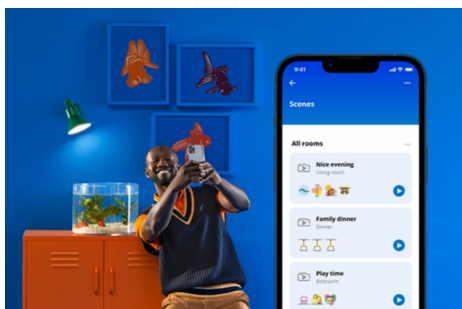 9:41
Scenes
All rooms
Nice evening
Living room
Family dinner
Dinner
Play time
Bedroom